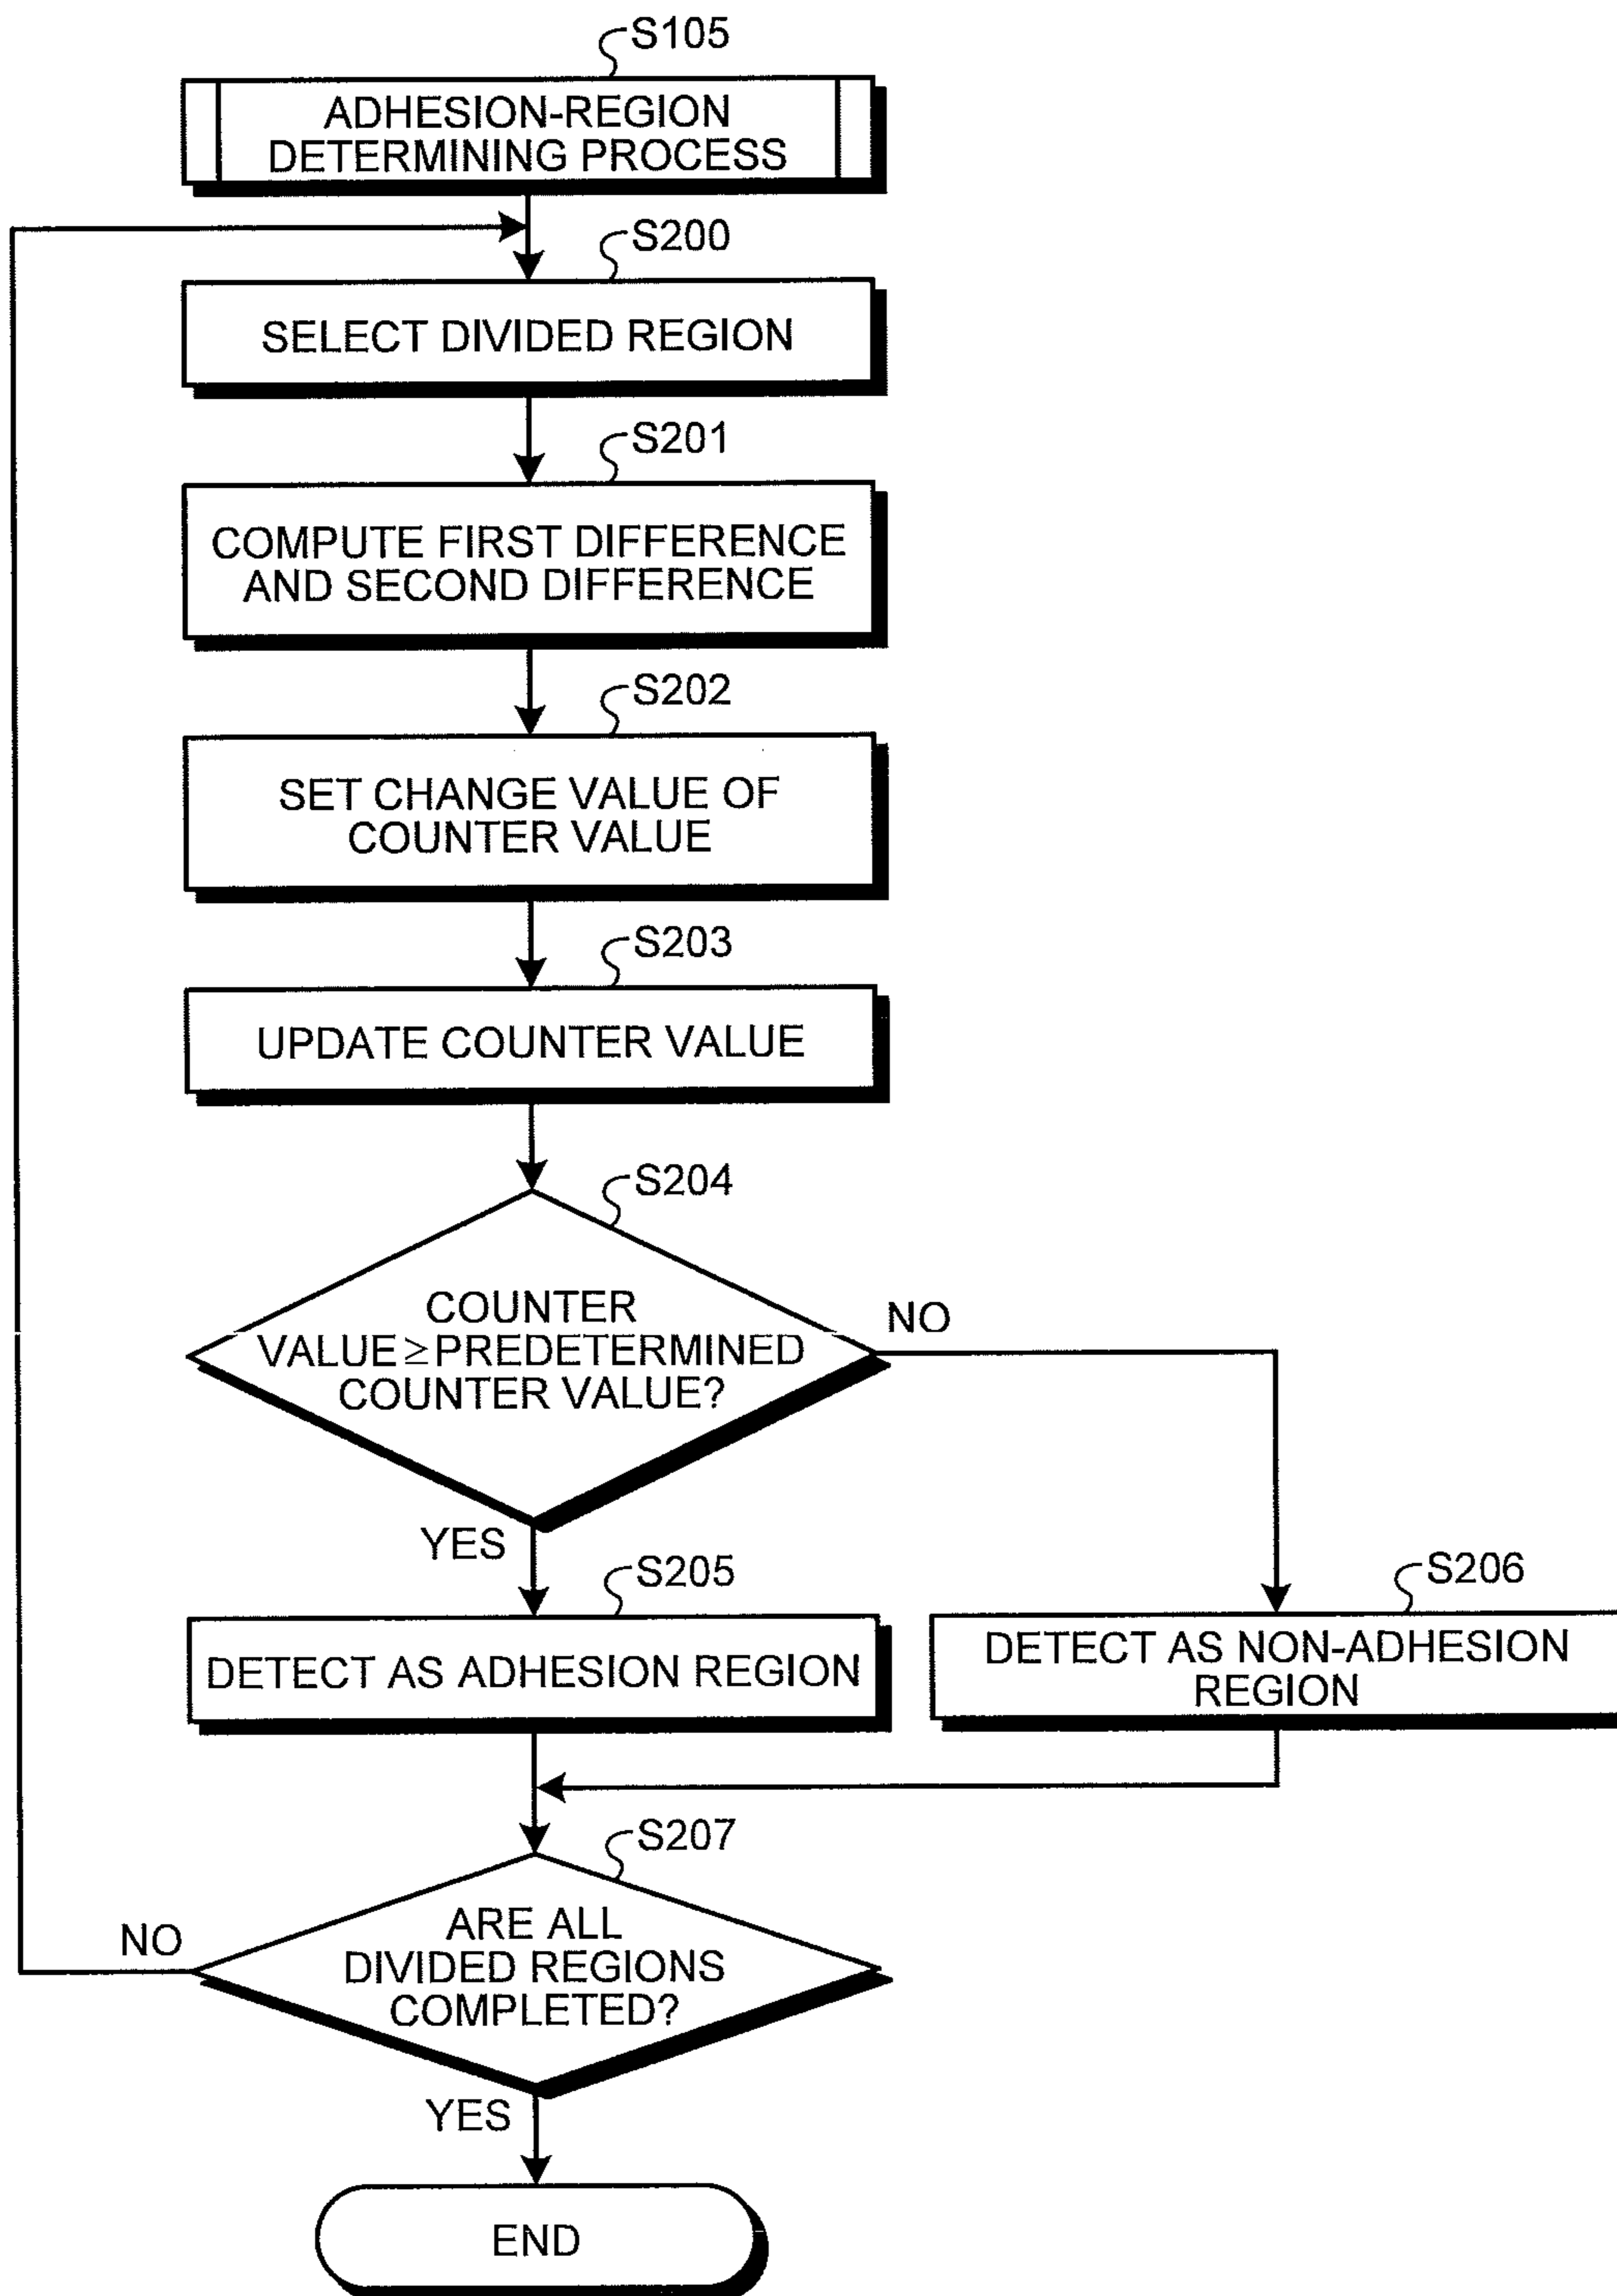 S105
ADHESION-REGION
DETERMINING PROCESS
S200
SELECT DIVIDED REGION
S201
COMPUTE FIRST DIFFERENCE
AND SECOND DIFFERENCE
S202
SET CHANGE VALUE OF
COUNTER VALUE
S203
UPDATE COUNTER VALUE
S204
COUNTER
VALUE≥PREDETERMINED
COUNTER VALUE?
NO
YES
S205
DETECT AS ADHESION REGION
S206
DETECT AS NON-ADHESION
REGION
S207
ARE ALL
DIVIDED REGIONS
COMPLETED?
NO
YES
END